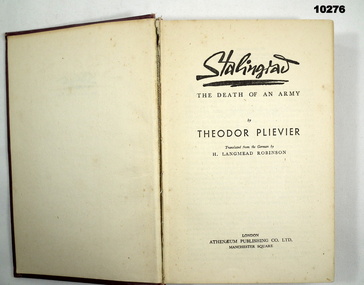 10276
Stalingrad
THE DEATH OF AN ARMY
by
THEODOR PLIEVIER
Translated from the German by
H. LANGMEAD ROBINSON
LONDON
ATHENÆUM PUBLISHING CO. LTD.
MANCHESTER SQUARE